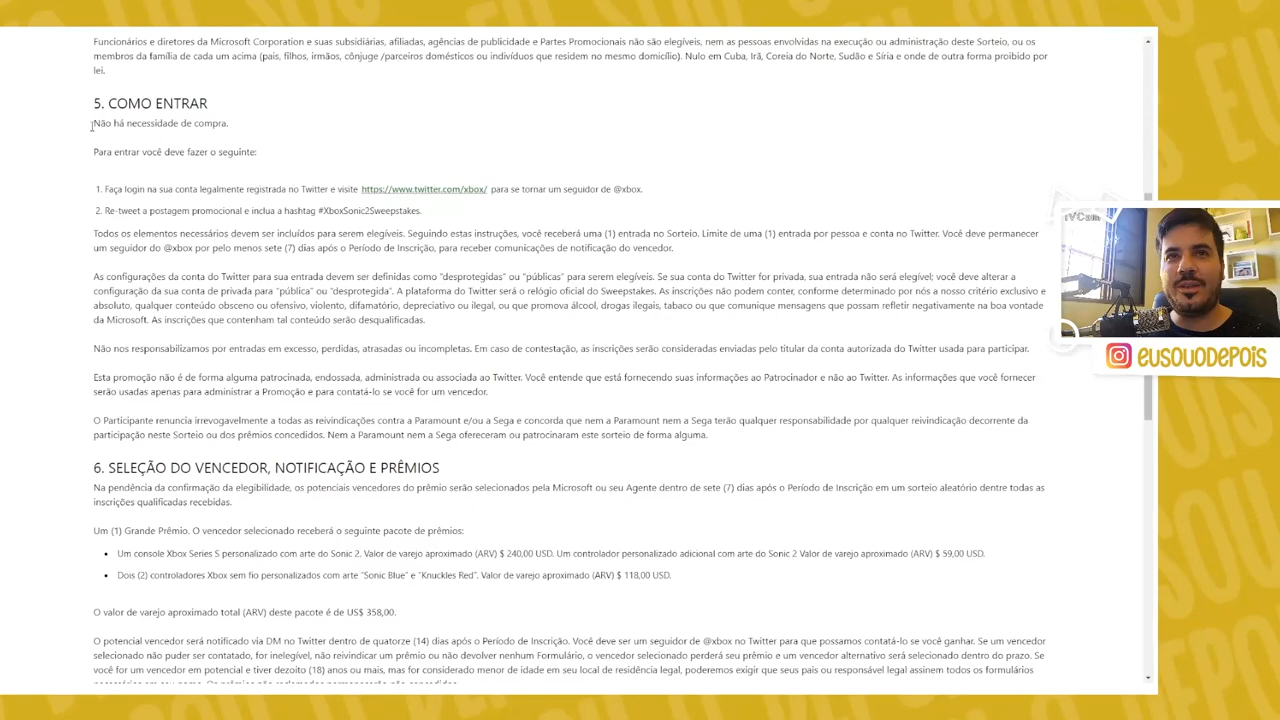 Funcionários e diretores da Microsoft Corporation e suas subsidiárias, afiliadas, agências de publicidade e Partes Promocionais não são elegíveis, nem as pessoas envolvidas na execução ou administração deste Sorteio, ou os
membros da família de cada um acima (pais, filhos, irmãos, cônjuge /parceiros domésticos ou indivíduos que residem no mesmo domicílio). Nulo em Cuba, Irã, Coreia do Norte, Sudão e Síria e onde de outra forma proibido por
lei.
5. COMO ENTRAR
Não há necessidade de compra.
Para entrar você deve fazer o seguinte:
1. Faça login na sua conta legalmente registrada no Twitter e visite https://www.twitter.com/xbox/ para se tornar um seguidor de @xbox.
2. Re-tweet a postagem promocional e inclua a hashtag #XboxSonic2Sweepstakes.
Todos os elementos necessários devem ser incluídos para serem elegíveis. Seguindo estas instruções, você receberá uma (1) entrada no Sorteio. Limite de uma (1) entrada por pessoa e conta no Twitter. Você deve permanecer
um seguidor do @xbox por pelo menos sete (7) dias após o Período de Inscrição, para receber comunicações de notificação do vencedor.
As configurações da conta do Twitter para sua entrada devem ser definidas como "desprotegidas" ou "públicas" para serem elegíveis. Se sua conta do Twitter for privada, sua entrada não será elegível; você deve alterar a
configuração da sua conta de privada para "pública" ou "desprotegida". A plataforma do Twitter será o relógio oficial do Sweepstakes. As inscrições não podem conter, conforme determinado por nós a nosso critério exclusivo e
absoluto, qualquer conteúdo obsceno ou ofensivo, violento, difamatório, depreciativo ou ilegal, ou que promova álcool, drogas ilegais, tabaco ou que comunique mensagens que possam refletir negativamente na boa vontade
da Microsoft. As inscrições que contenham tal conteúdo serão desqualificadas.
Não nos responsabilizamos por entradas em excesso, perdidas, atrasadas ou incompletas. Em caso de contestação, as inscrições serão consideradas enviadas pelo titular da conta autorizada do Twitter usada para participar.
Esta promoção não é de forma alguma patrocinada, endossada, administrada ou associada ao Twitter. Você entende que está fornecendo suas informações ao Patrocinador e não ao Twitter. As informações que você fornecer
serão usadas apenas para administrar a Promoção e para contatá-lo se você for um vencedor.
O Participante renuncia irrevogavelmente a todas as reivindicações contra a Paramount e/ou a Sega e concorda que nem a Paramount nem a Sega terão qualquer responsabilidade por qualquer reivindicação decorrente da
participação neste Sorteio ou dos prêmios concedidos. Nem a Paramount nem a Sega ofereceram ou patrocinaram este sorteio de forma alguma.
6. SELEÇÃO DO VENCEDOR, NOTIFICAÇÃO E PRÊMIOS
Na pendência da confirmação da elegibilidade, os potenciais vencedores do prêmio serão selecionados pela Microsoft ou seu Agente dentro de sete (7) dias após o Período de Inscrição em um sorteio aleatório dentre todas as
inscrições qualificadas recebidas.
Um (1) Grande Prêmio. O vencedor selecionado receberá o seguinte pacote de prêmios:
• Um console Xbox Series S personalizado com arte do Sonic 2. Valor de varejo aproximado (ARV) $ 240,00 USD. Um controlador personalizado adicional com arte do Sonic 2 Valor de varejo aproximado (ARV) $ 59,00 USD.
• Dois (2) controladores Xbox sem fio personalizados com arte "Sonic Blue" e "Knuckles Red". Valor de varejo aproximado (ARV) $ 118,00 USD.
O valor de varejo aproximado total (ARV) deste pacote é de US$ 358,00.
O potencial vencedor será notificado via DM no Twitter dentro de quatorze (14) dias após o Período de Inscrição. Você deve ser um seguidor de @xbox no Twitter para que possamos contatá-lo se você ganhar. Se um vencedor
selecionado não puder ser contatado, for inelegível, não reivindicar um prêmio ou não devolver nenhum Formulário, o vencedor selecionado perderá seu prêmio e um vencedor alternativo será selecionado dentro do prazo. Se
você for um vencedor em potencial e tiver dezoito (18) anos ou mais, mas for considerado menor de idade em seu local de residência legal, poderemos exigir que seus pais ou responsável legal assinem todos os formulários
iVCam
EUSOUODEPOIS